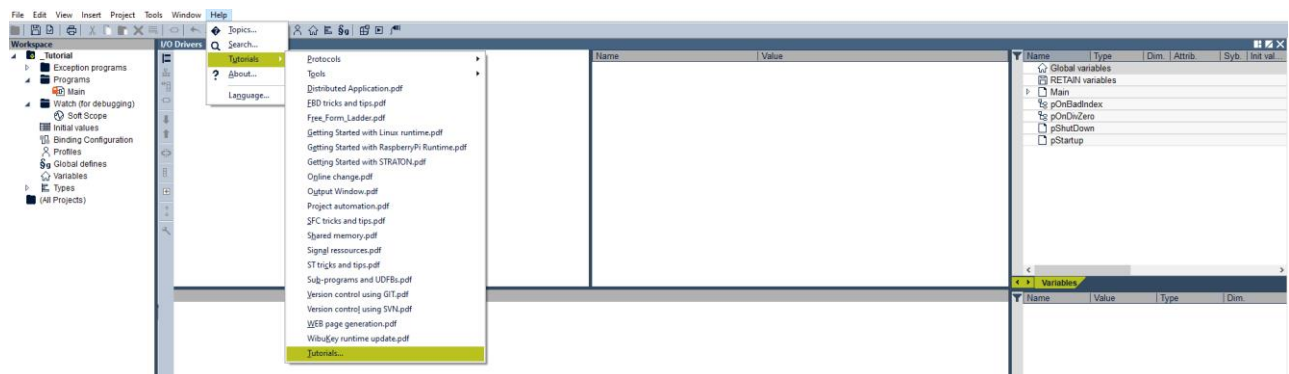 File Edit View Insert Project Tools Window Help
Workspace
_Tutorial
Exception programs
Programs
Main
Watch (for debugging)
Soft Scope
Initial values
Binding Configuration
Profiles
Global defines
Variables
Types
(All Projects)
I/O Drivers
Topics...
Search...
Tutorials
About...
Language...
Protocols
Tools
Distributed Application.pdf
FBD tricks and tips.pdf
Free_Form_Ladder.pdf
Getting Started with Linux runtime.pdf
Getting Started with RaspberryPi Runtime.pdf
Getting Started with STRATON.pdf
Online change.pdf
Output Window.pdf
Project automation.pdf
SFC tricks and tips.pdf
Shared memory.pdf
Signal ressources.pdf
ST tricks and tips.pdf
Sub-programs and UDFBs.pdf
Version control using GIT.pdf
Version control using SVN.pdf
WEB page generation.pdf
WibuKey runtime update.pdf
Tutorials...
Name Value
Name Type Dim. Attrib. Syb. Init val...
Global variables
RETAIN variables
Main
pOnBadIndex
pOnDivZero
pShutDown
pStartup
Variables
Name Value Type Dim.